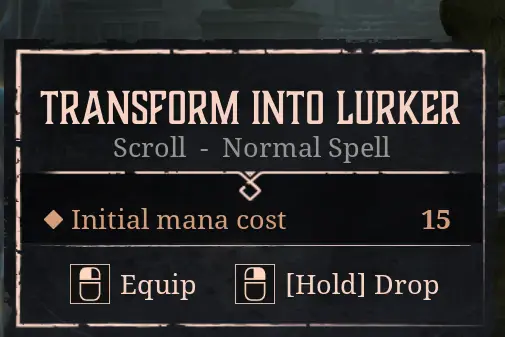 TRANSFORM INTO LURKER
Scroll - Normal Spell
Initial mana cost 15
Equip [Hold] Drop